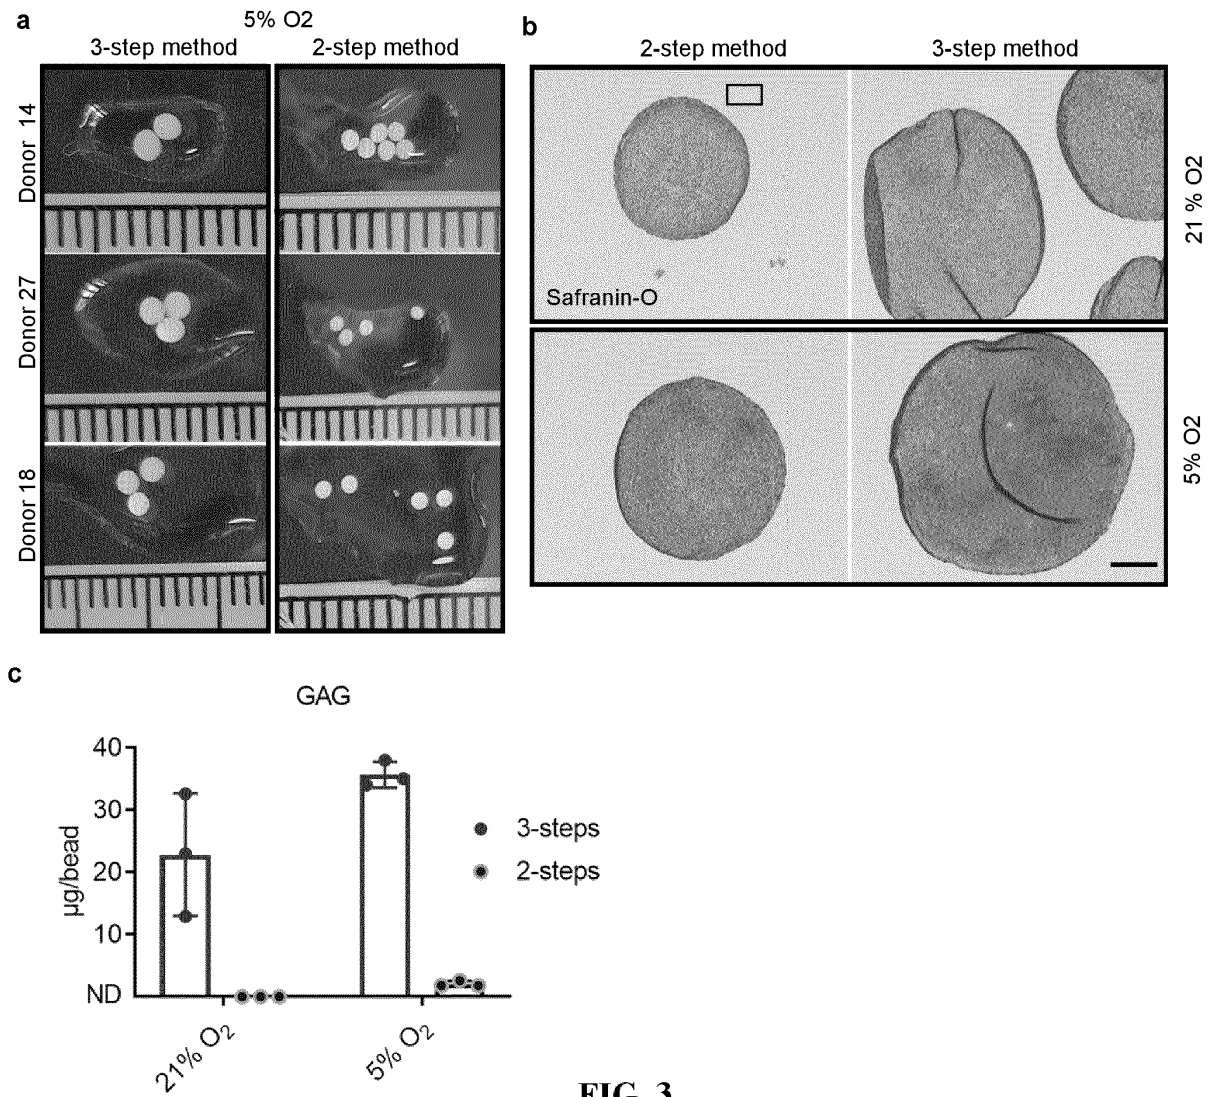 a
5% O2
3-step method
2-step method
Donor 14
Donor 27
Donor 18
b
2-step method
3-step method
Safranin-O
21 % O2
5% O2
c
GAG
µg/bead
40
30
20
10
ND
21% O2
5% O2
3-steps
2-steps
FIG. 3